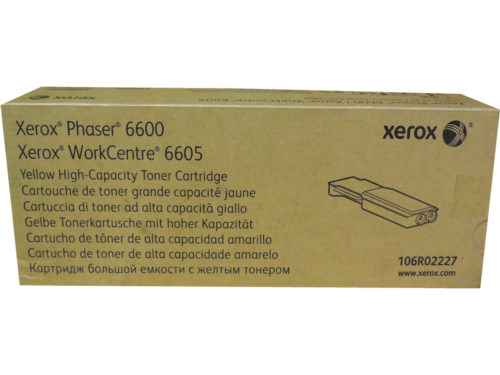 Xerox® Phaser® 6600
Xerox® WorkCentre® 6605
Yellow High-Capacity Toner Cartridge
Cartouche de toner grande capacité jaune
Cartuccia di toner ad alta capacità giallo
Gelbe Tonerkartusche mit hoher Kapazität
Cartucho de tóner de alta capacidad amarillo
Cartucho de toner de alta capacidade amarelo
Картридж большой емкости с желтым тонером
xerox
106R02227
www.xerox.com